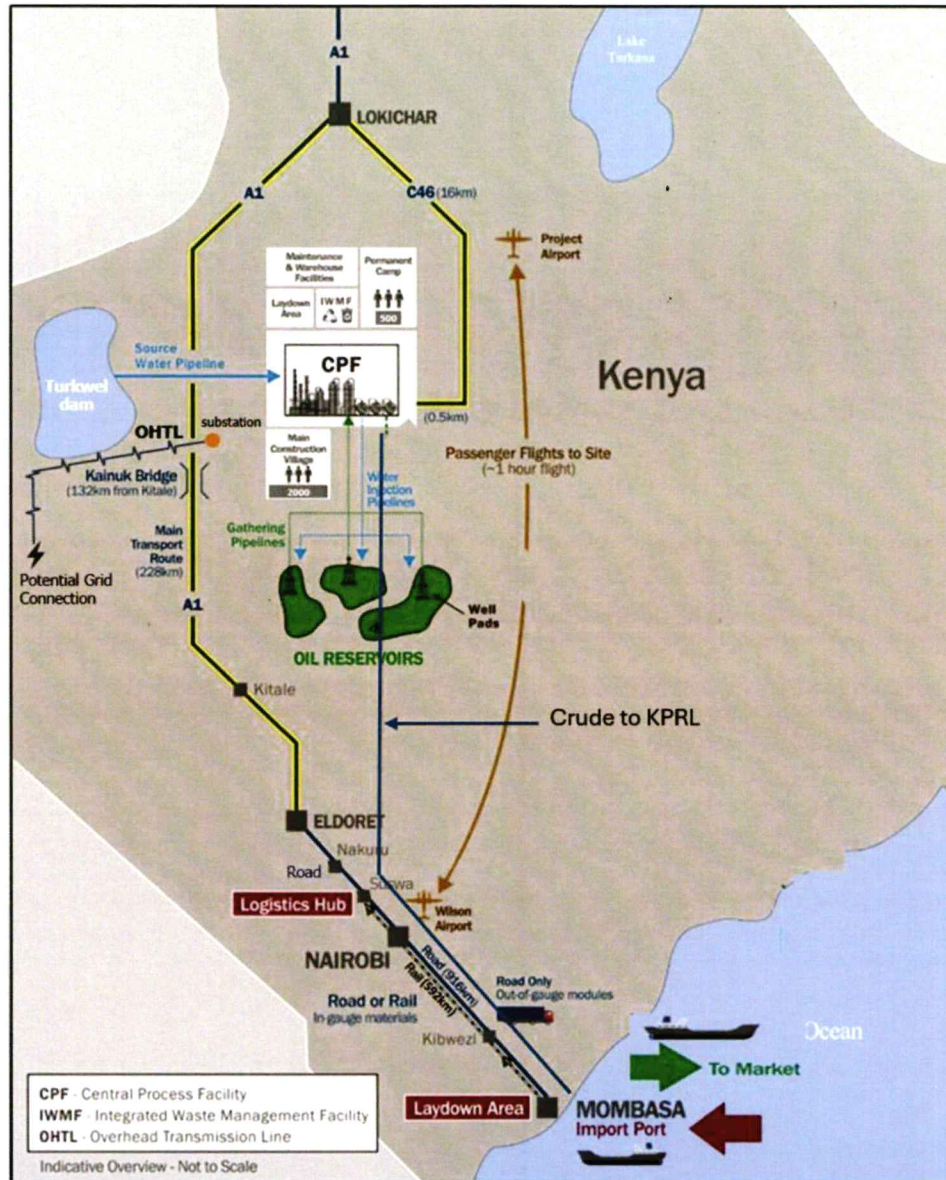 A1
Lake
Turkana
LOKICHAR
A1
C46 (16km)
Project
Airport
Maintenance
& Warehouse
Facilities
Permanent
Camp
Laydown
Area
IWMF
500
Source
Water Pipeline
CPF
Kenya
Turkwel
dam
(0.5km)
OHTL
substation
Main
Construction
Village
2000
Passenger Flights to Site
(~1 hour flight)
Kainuk Bridge
(132km from Kitale)
Water
Injection
Pipelines
Gathering
Pipelines
Main
Transport
Route
(228km)
Potential Grid
Connection
A1
Well
Pads
OIL RESERVOIRS
Kitale
Crude to KPRL
ELDORET
Nakuru
Road
Suswa
Logistics Hub
Wilson
Airport
NAIROBI
Road (916km)
Rail (592km)
Road Only
Out-of-gauge modules
Road or Rail
In-gauge materials
Kibwezi
Ocean
To Market
Laydown Area
MOMBASA
Import Port
CPF - Central Process Facility
IWMF - Integrated Waste Management Facility
OHTL - Overhead Transmission Line
Indicative Overview - Not to Scale